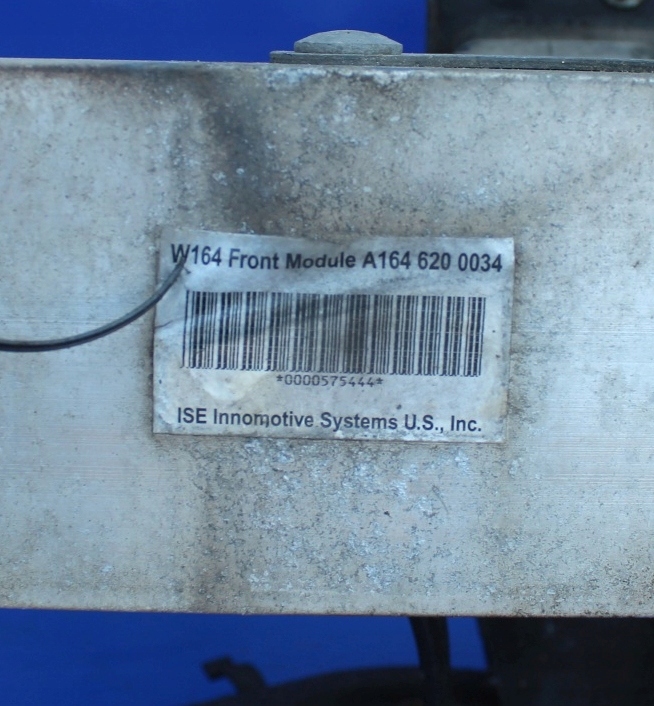 W164 Front Module A164 620 0034
*0000575444*
ISE Innomotive Systems U.S., Inc.